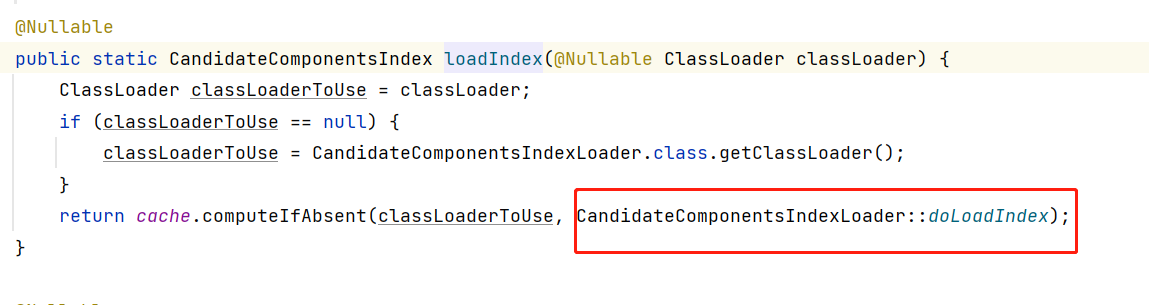 @Nullable
public static CandidateComponentsIndex loadIndex(@Nullable ClassLoader classLoader) {
    ClassLoader classLoaderToUse = classLoader;
    if (classLoaderToUse == null) {
        classLoaderToUse = CandidateComponentsIndexLoader.class.getClassLoader();
    }
    return cache.computeIfAbsent(classLoaderToUse, CandidateComponentsIndexLoader::doLoadIndex);
}